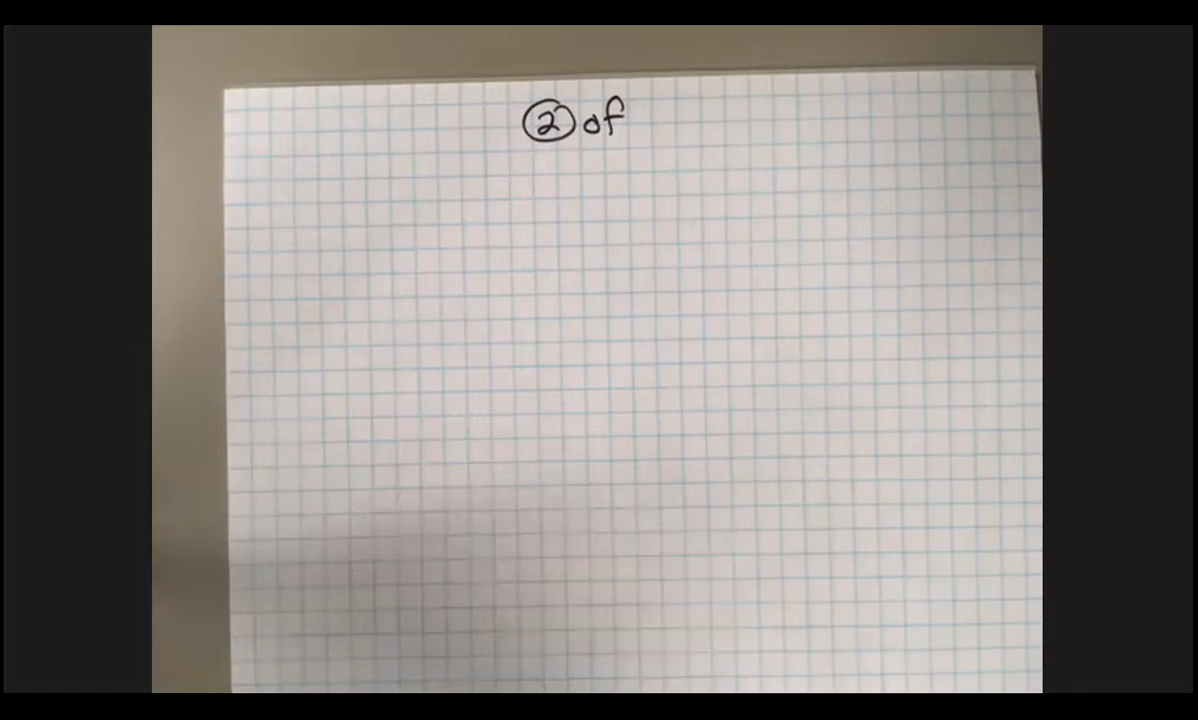 ② of